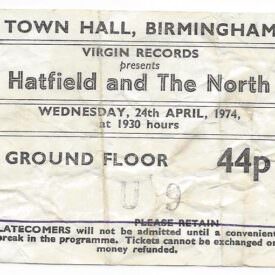 TOWN HALL, BIRMINGHAM
VIRGIN RECORDS
presents
Hatfield and The North
WEDNESDAY, 24th APRIL, 1974,
at 1930 hours
GROUND FLOOR 44p
U 9
PLEASE RETAIN
LATECOMERS will not be admitted until a convenient
break in the programme. Tickets cannot be exchanged or
money refunded.